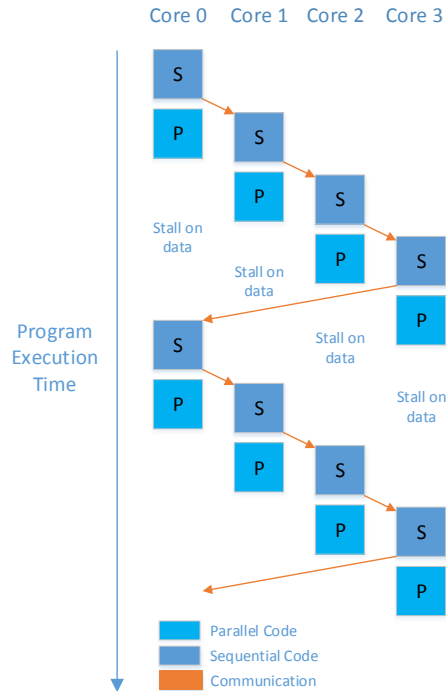 Core 0 Core 1 Core 2 Core 3
S
P
S
P
S
P
S
P
Stall on
data
Stall on
data
Stall on
data
Stall on
data
Program
Execution
Time
S
P
S
P
S
P
S
P
Parallel Code
Sequential Code
Communication